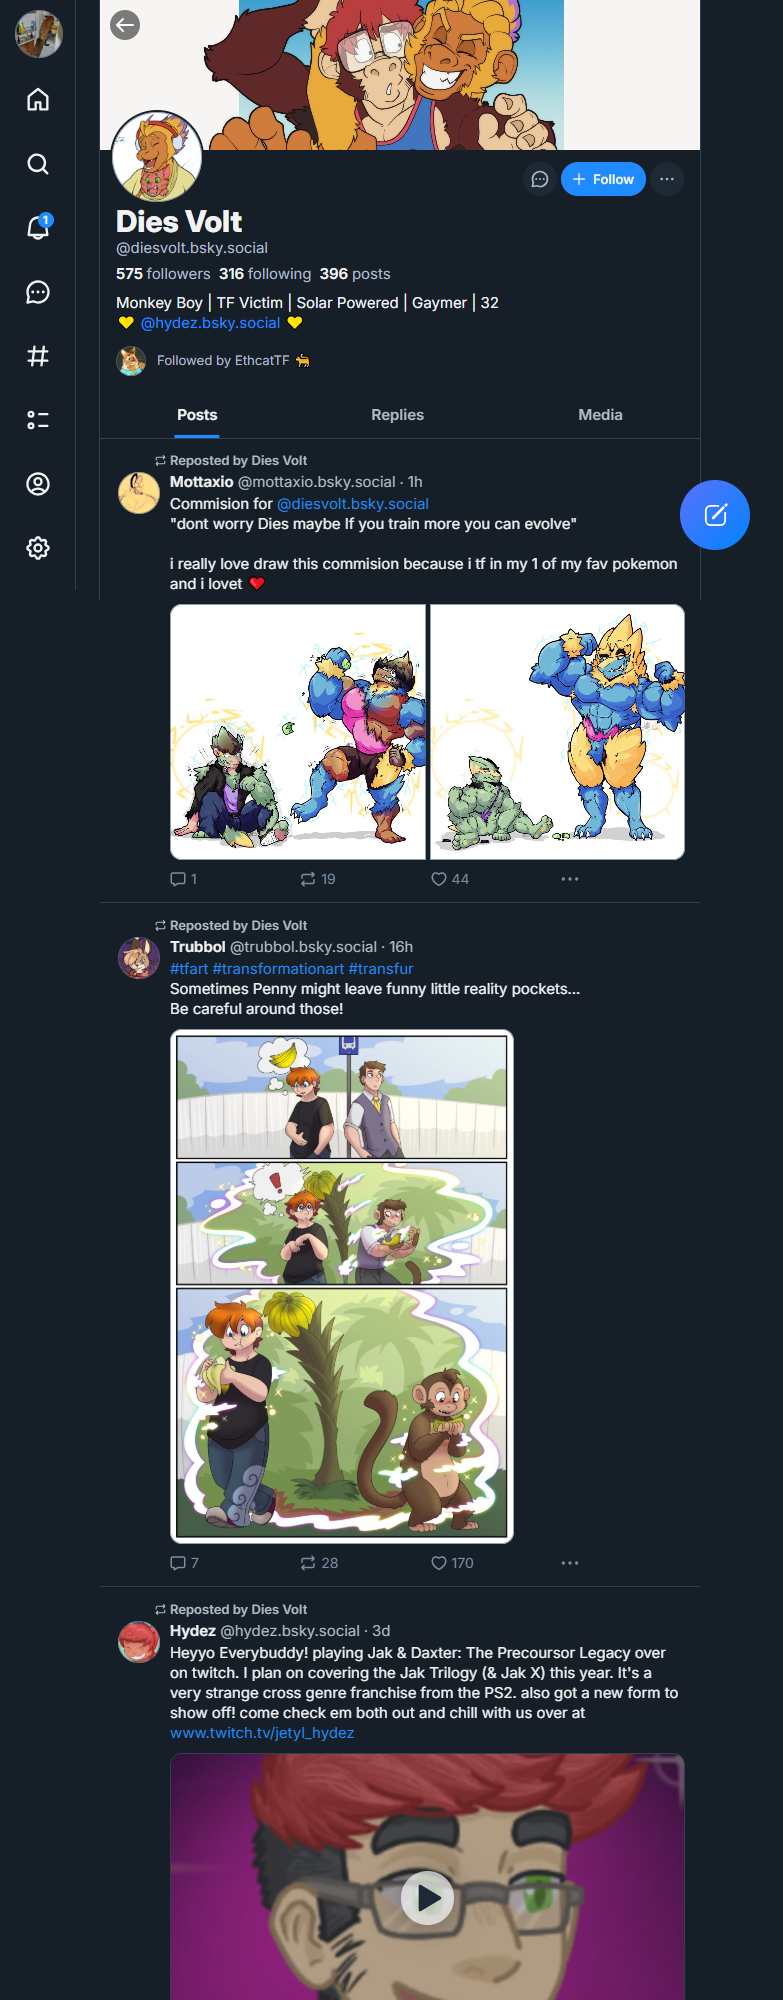 Follow
Dies Volt
@diesvolt.bsky.social
575 followers 316 following 396 posts
Monkey Boy | TF Victim | Solar Powered | Gaymer | 32
💛 @hydez.bsky.social 💛
1
Followed by EthcatTF 🐆
Posts Replies Media
Reposted by Dies Volt
Mottaxio @mottaxio.bsky.social · 1h
Commision for @diesvolt.bsky.social
"dont worry Dies maybe If you train more you can evolve"
i really love draw this commision because i tf in my 1 of my fav pokemon
and i lovet ❤️
1 19 44
Reposted by Dies Volt
Trubbol @trubbol.bsky.social · 16h
#tfart #transformationart #transfur
Sometimes Penny might leave funny little reality pockets...
Be careful around those!
!
7 28 170
Reposted by Dies Volt
Hydez @hydez.bsky.social · 3d
Heyyo Everybuddy! playing Jak & Daxter: The Precoursor Legacy over
on twitch. I plan on covering the Jak Trilogy (& Jak X) this year. It's a
very strange cross genre franchise from the PS2. also got a new form to
show off! come check em both out and chill with us over at
www.twitch.tv/jetyl_hydez